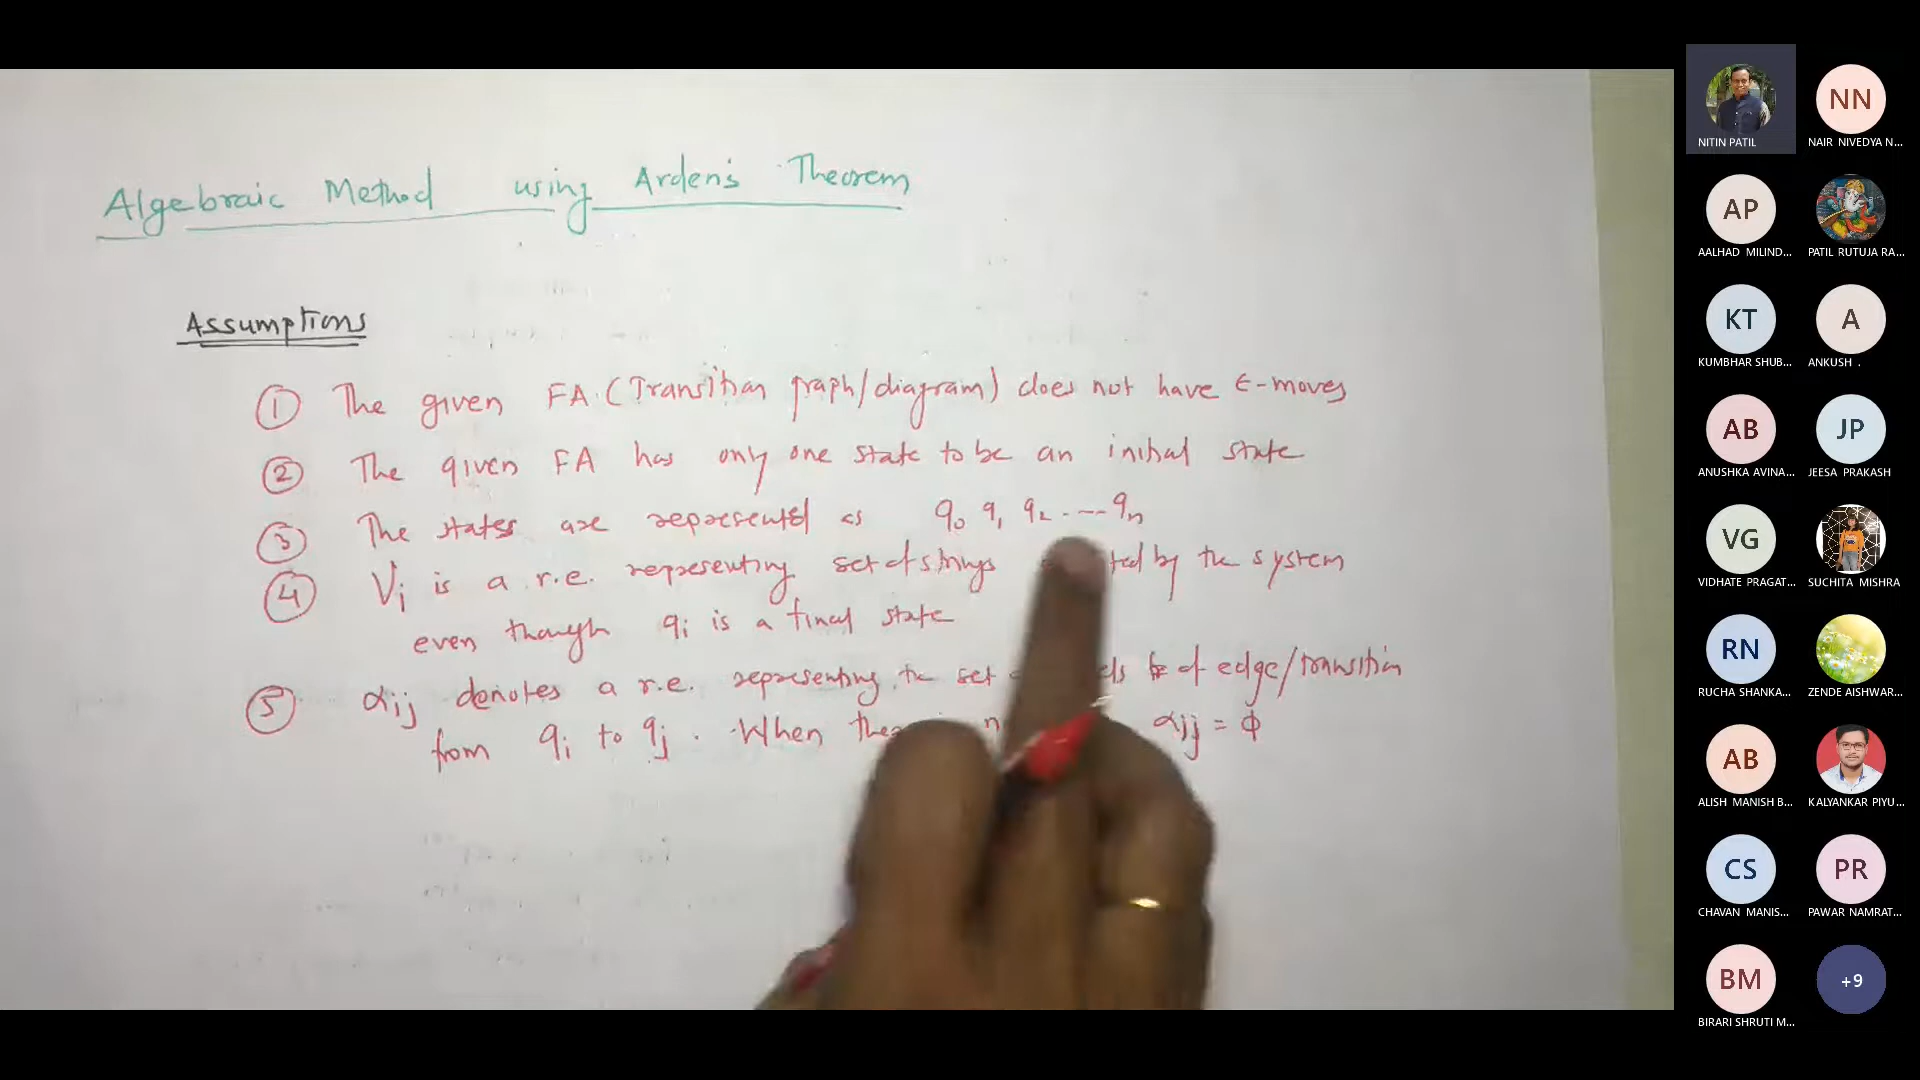 Algebraic Method using Arden's Theorem
Assumptions
① The given FA (Transition graph/diagram) does not have ε-moves
② The given FA has only one state to be an initial state
③ The states are represented as q0 q1 q2 ---- qn
④ Vi is a r.e. representing set of strings ted by the system
even though qi is a final state
⑤ αij denotes a r.e. representing the set of edge/transition
from qi to qj . When αij = ϕ
NITIN PATIL
NN
NAIR NIVEDYA N...
AP
AALHAD MILIND...
PATIL RUTUJA RA...
KT
KUMBHAR SHUB...
A
ANKUSH .
AB
ANUSHKA AVINA...
JP
JEESA PRAKASH
VG
VIDHATE PRAGAT...
SUCHITA MISHRA
RN
RUCHA SHANKA...
ZENDE AISHWAR...
AB
ALISH MANISH B...
KALYANKAR PIYU...
CS
CHAVAN MANIS...
PR
PAWAR NAMRAT...
BM
BIRARI SHRUTI M...
+9